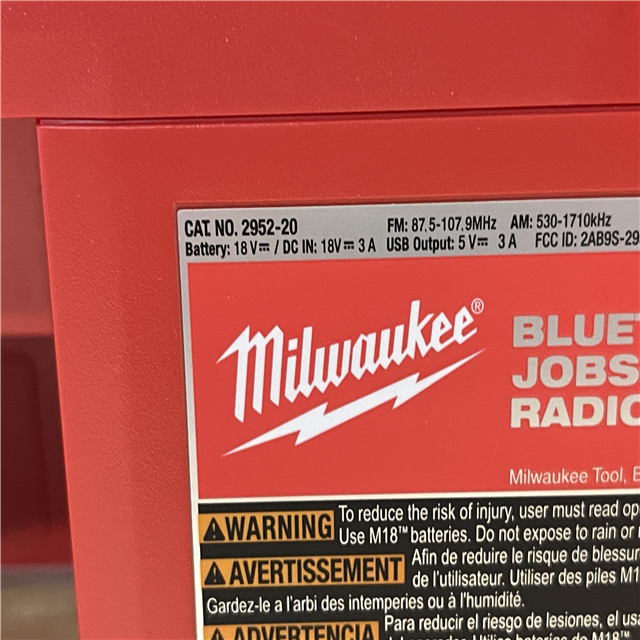 CAT. NO. 2952-20 FM: 87.5-107.9MHz AM: 530-1710kHz
Battery: 18 V⎓ / DC IN: 18V⎓ 3 A USB Output: 5 V⎓ 3 A FCC ID: 2AB9S-29
Milwaukee®
BLUE
JOBS
RADIO
Milwaukee Tool,
⚠WARNING To reduce the risk of injury, user must read op
Use M18™ batteries. Do not expose to rain or
⚠AVERTISSEMENT Afin de réduire le risque de blessur
de l'utilisateur. Utiliser des piles M1
Gardez-le a l'arbi des intemperies ou à l'humidité.
⚠ADVERTENCIA Para reducir el riesgo de lesiones, el us